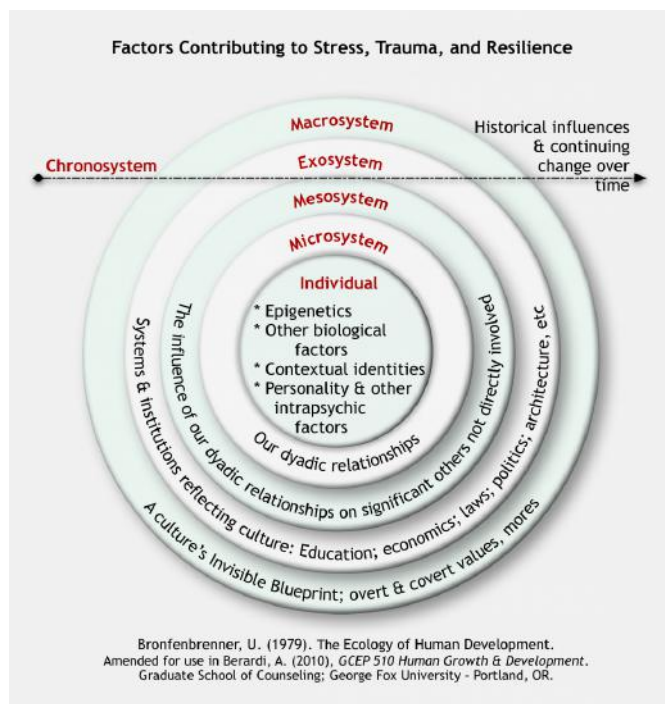 Factors Contributing to Stress, Trauma, and Resilience
Macrosystem
Historical influences
& continuing
change over
time
Chronosystem
Exosystem
Mesosystem
Microsystem
Individual
* Epigenetics
* Other biological
factors
* Contextual identities
* Personality & other
intrapsychic
factors
Our dyadic relationships
The influence of our dyadic relationships on significant others not directly involved
Systems & institutions reflecting culture: Education; economics; laws; politics; architecture, etc
A culture's Invisible Blueprint; overt & covert values, mores
Bronfenbrenner, U. (1979). The Ecology of Human Development.
Amended for use in Berardi, A. (2010), GCEP 510 Human Growth & Development.
Graduate School of Counseling; George Fox University - Portland, OR.